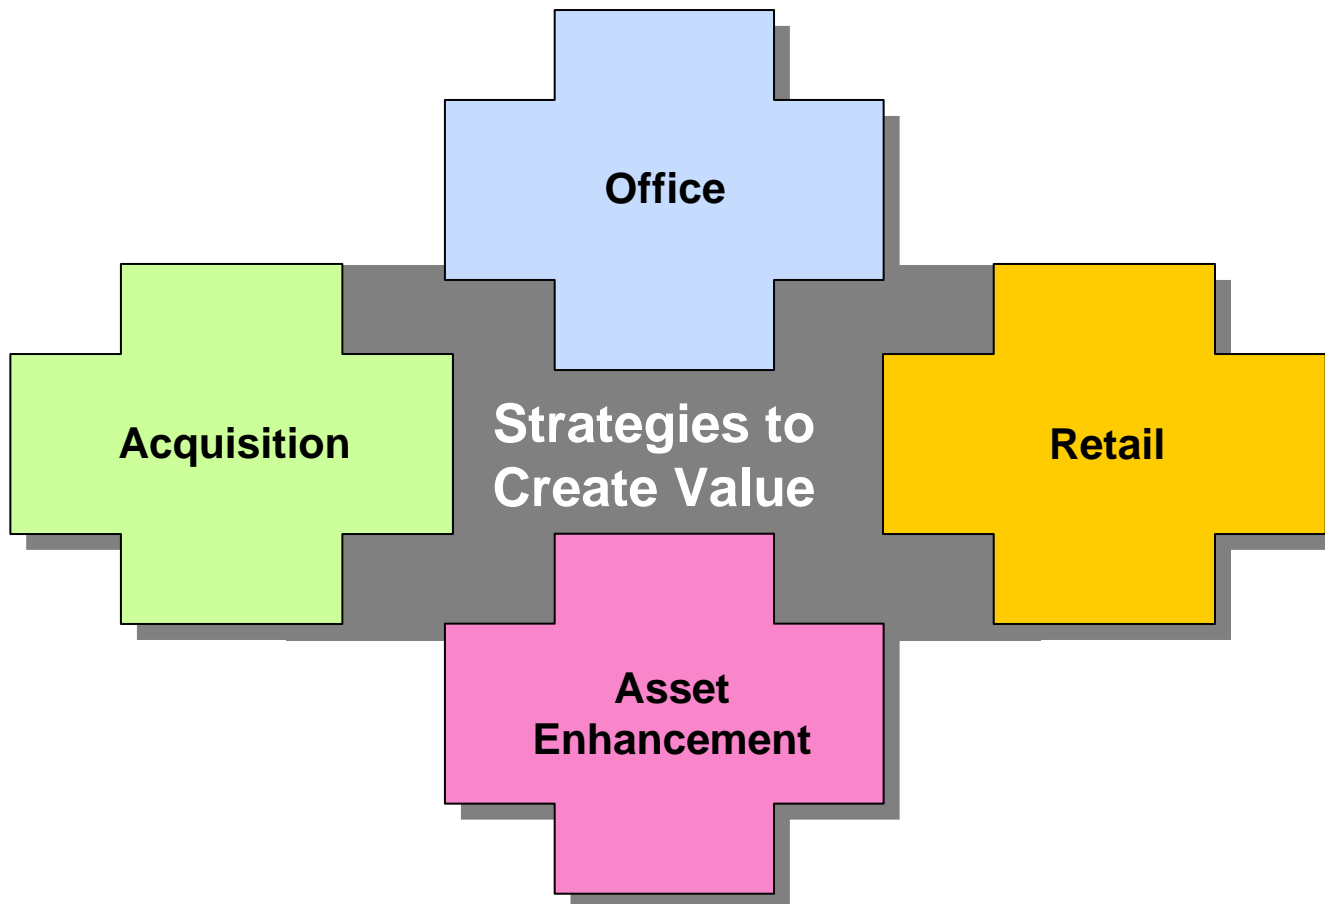 Office
Acquisition
Strategies to
Create Value
Retail
Asset
Enhancement